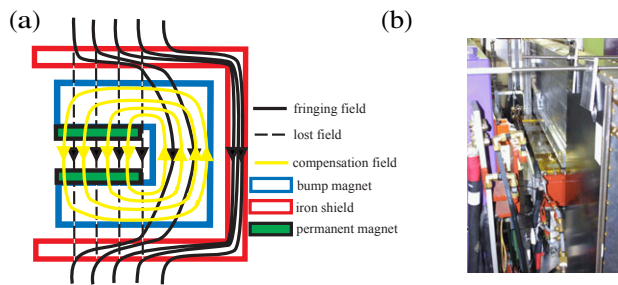 (a)
(b)
fringing field
lost field
compensation field
bump magnet
iron shield
permanent magnet